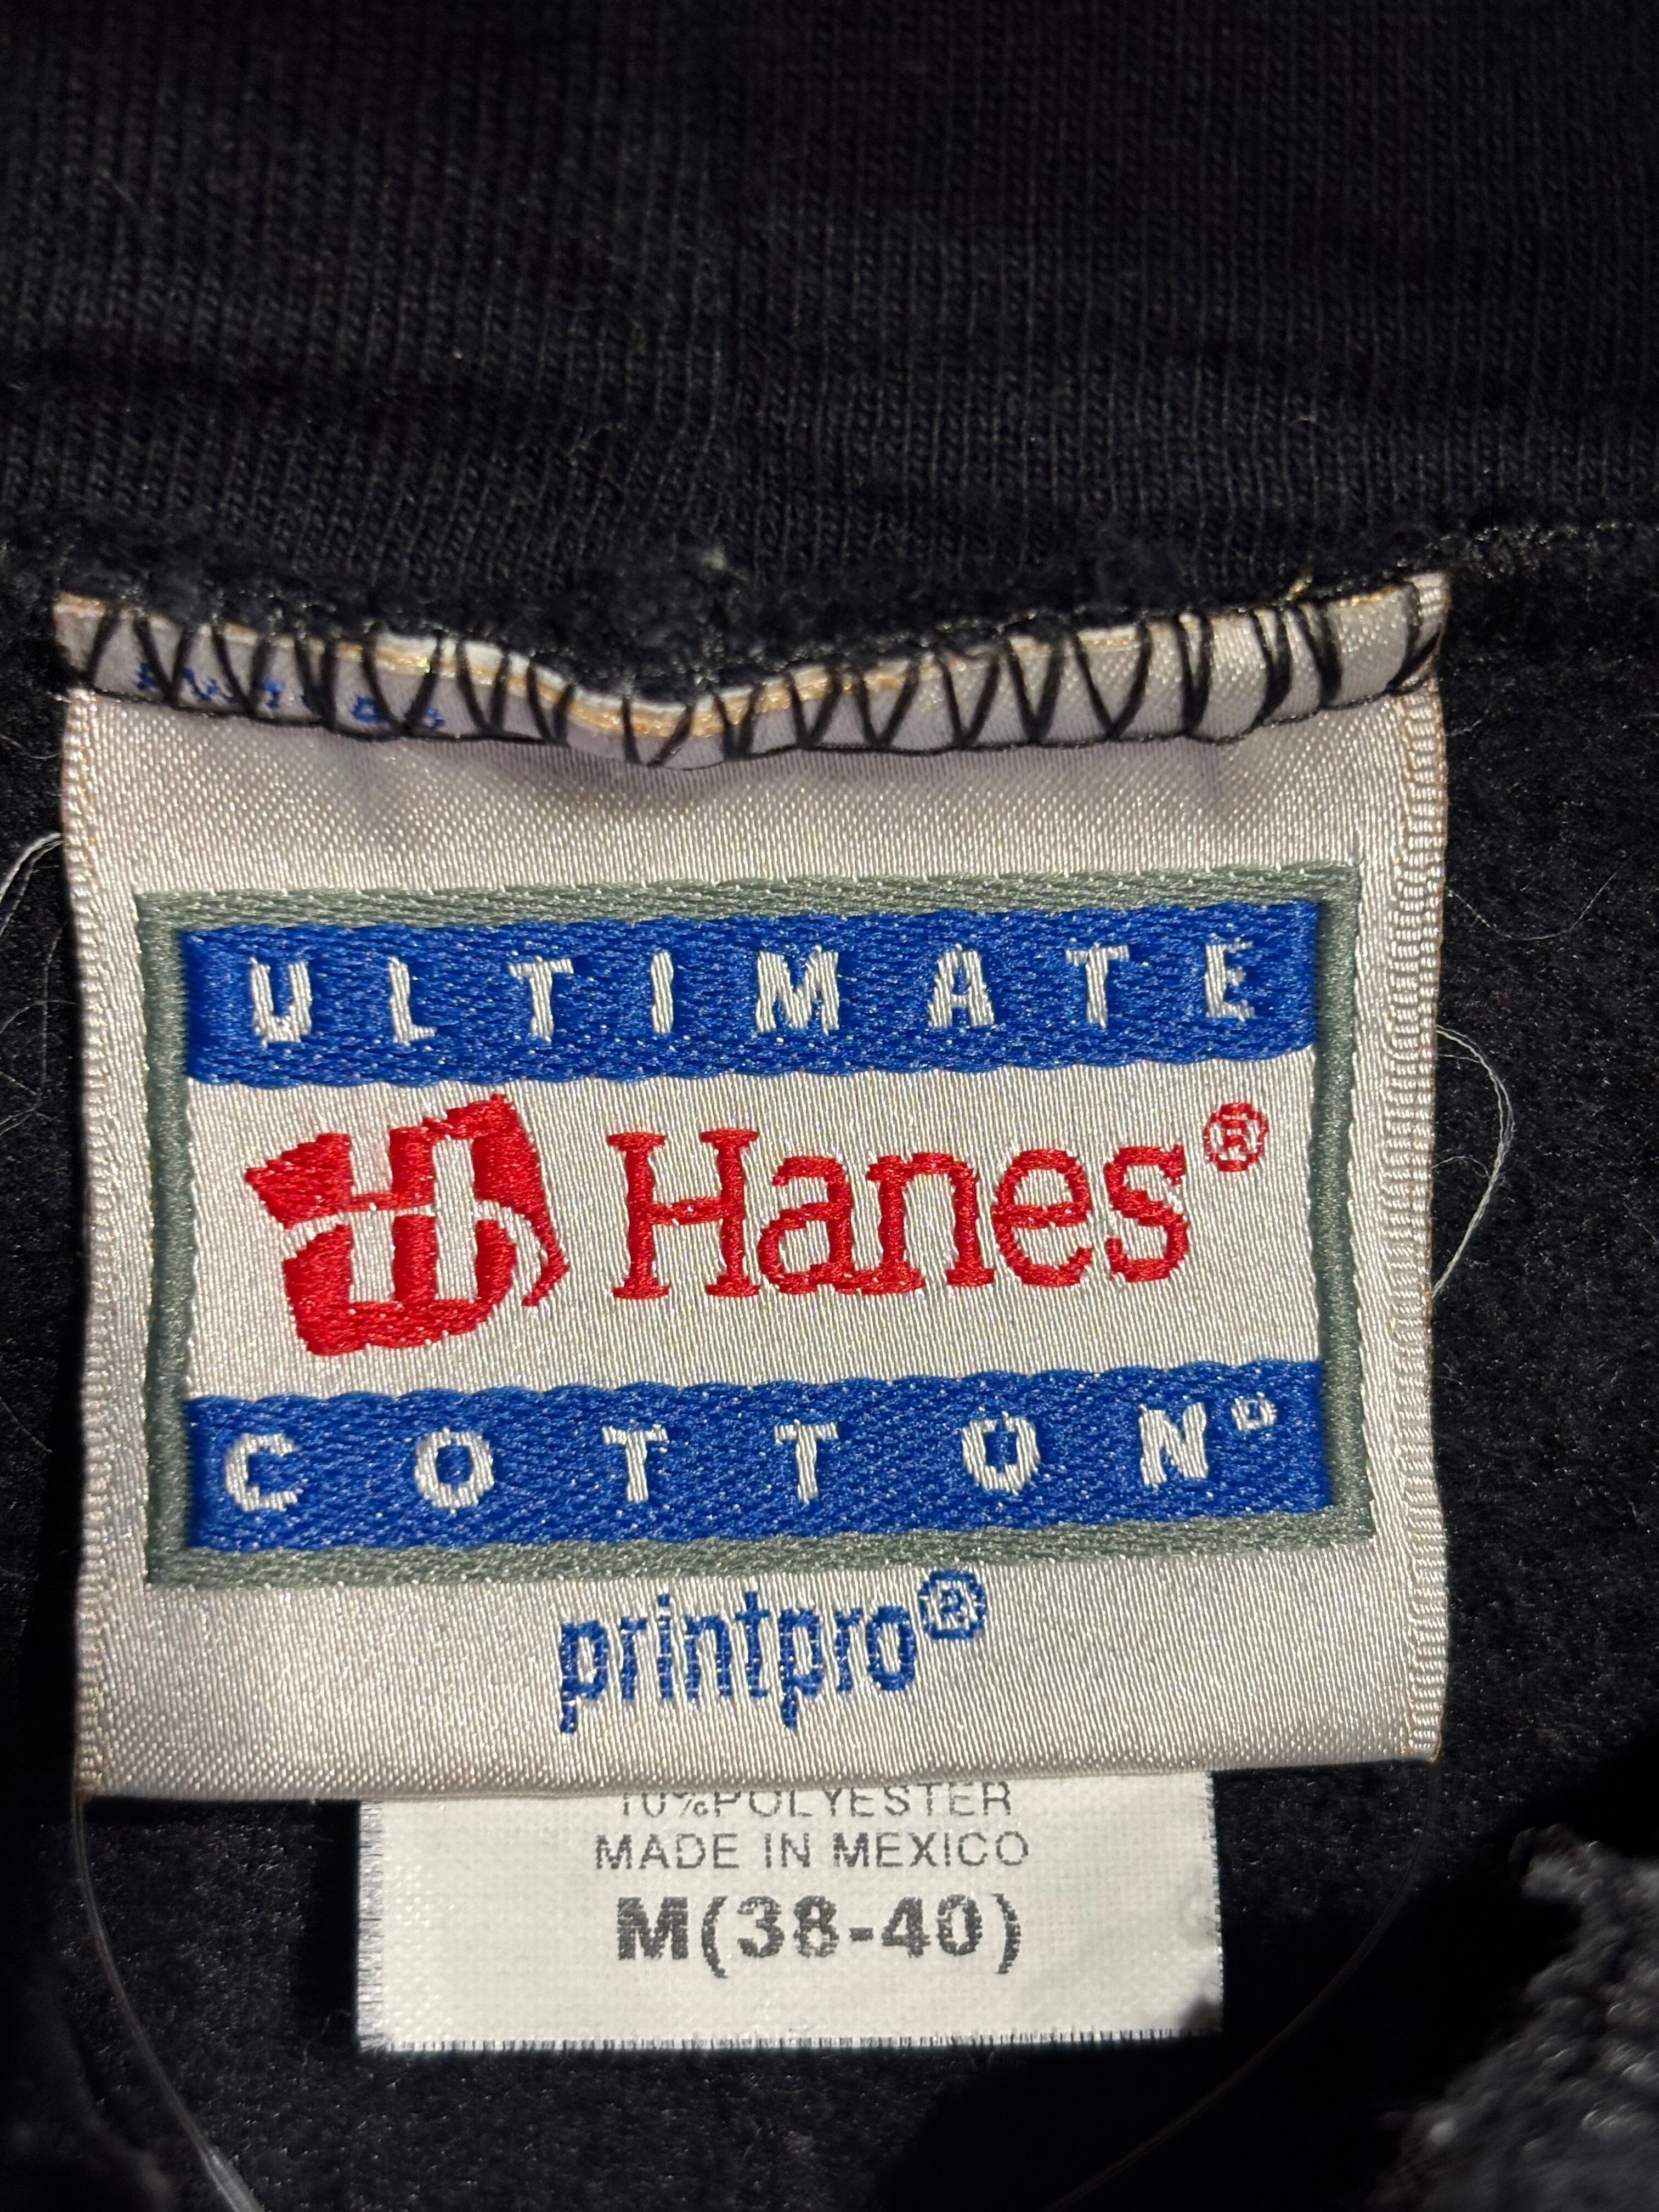 ULTIMATE
Hanes®
COTTON®
printpro®
10%POLYESTER
MADE IN MEXICO
M(38-40)